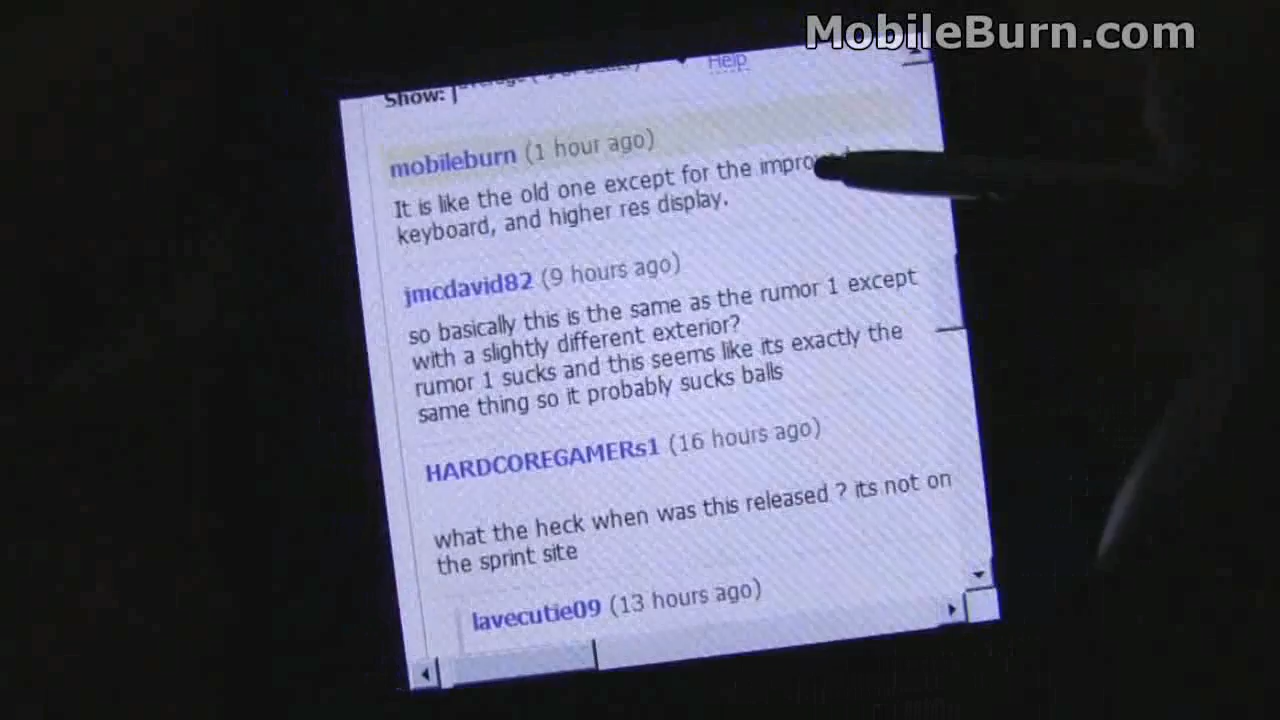 MobileBurn.com
Help
Show:
mobileburn (1 hour ago)
It is like the old one except for the
keyboard, and higher res display.
jmcdavid82 (9 hours ago)
so basically this is the same as the rumor 1 except
with a slightly different exterior?
rumor 1 sucks and this seems like its exactly the
same thing so it probably sucks balls
HARDCOREGAMERs1 (16 hours ago)
what the heck when was this released ? its not on
the sprint site
lavecutie09 (13 hours ago)